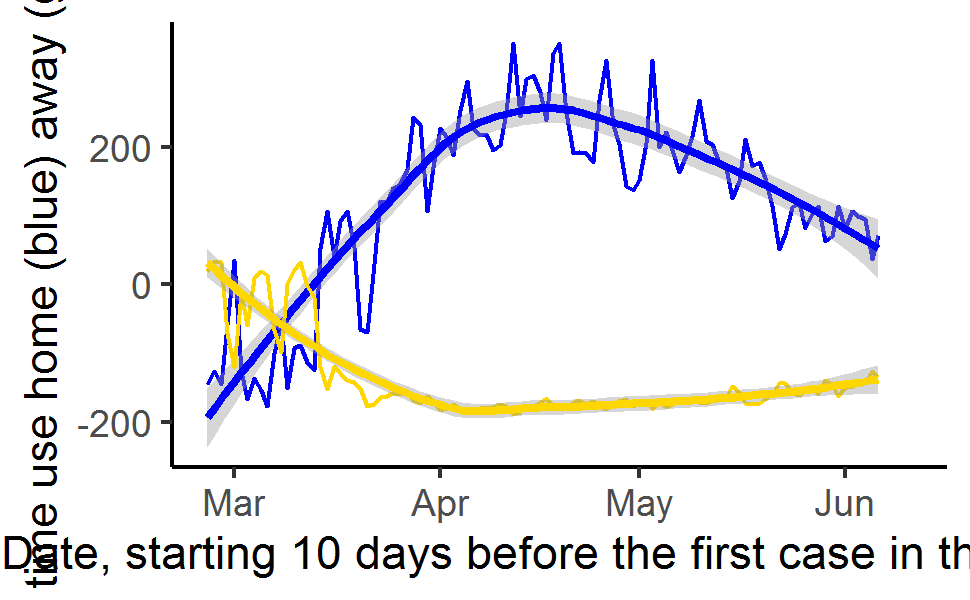 time use home (blue) away (
200
0
-200
Mar Apr May Jun
Date, starting 10 days before the first case in th